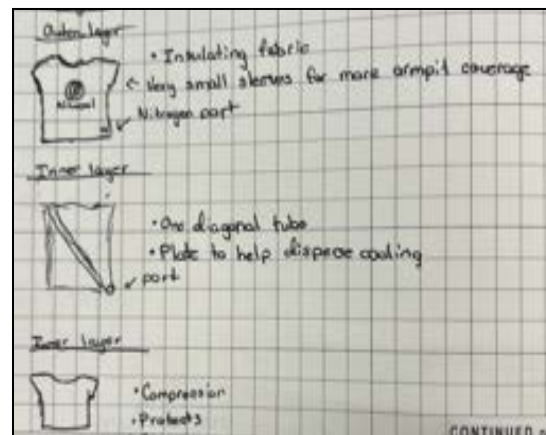 Outer layer
• Insulating fabric
← Very small sleeves for more armpit coverage
Nitrogen port
Inner layer
• One diagonal tube
• Plate to help disperse cooling
port
Inner layer
• Compression
• Protects
CONTINUED